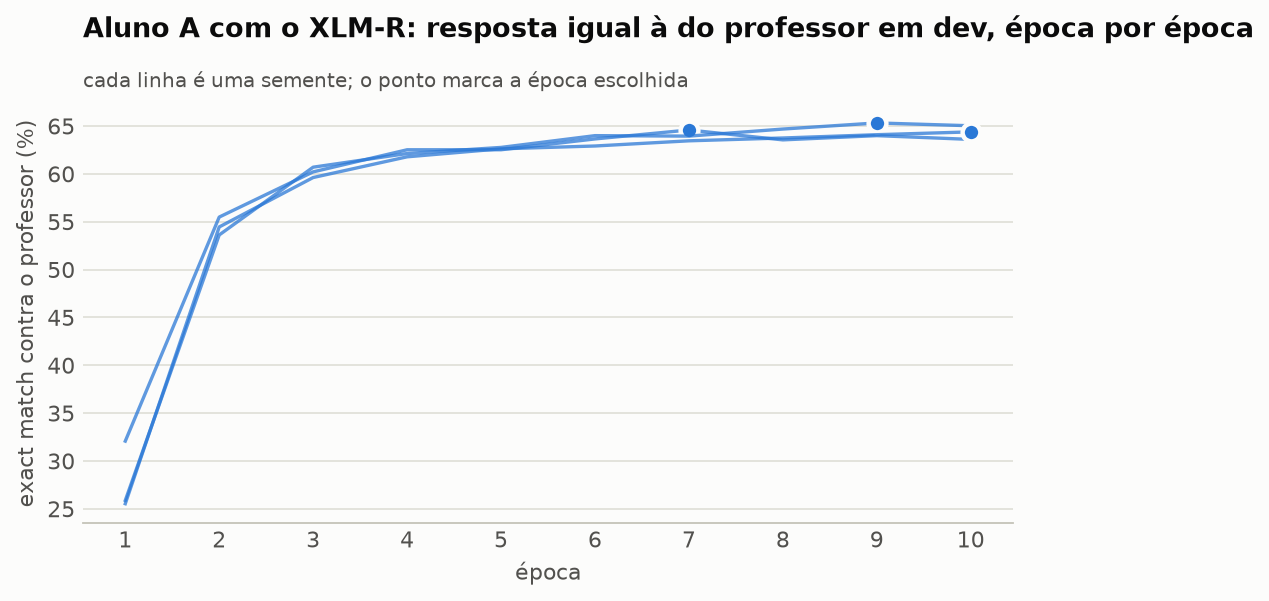 Aluno A com o XLM-R: resposta igual à do professor em dev, época por época
cada linha é uma semente; o ponto marca a época escolhida
exact match contra o professor (%)
65
60
55
50
45
40
35
30
25
1 2 3 4 5 6 7 8 9 10
época